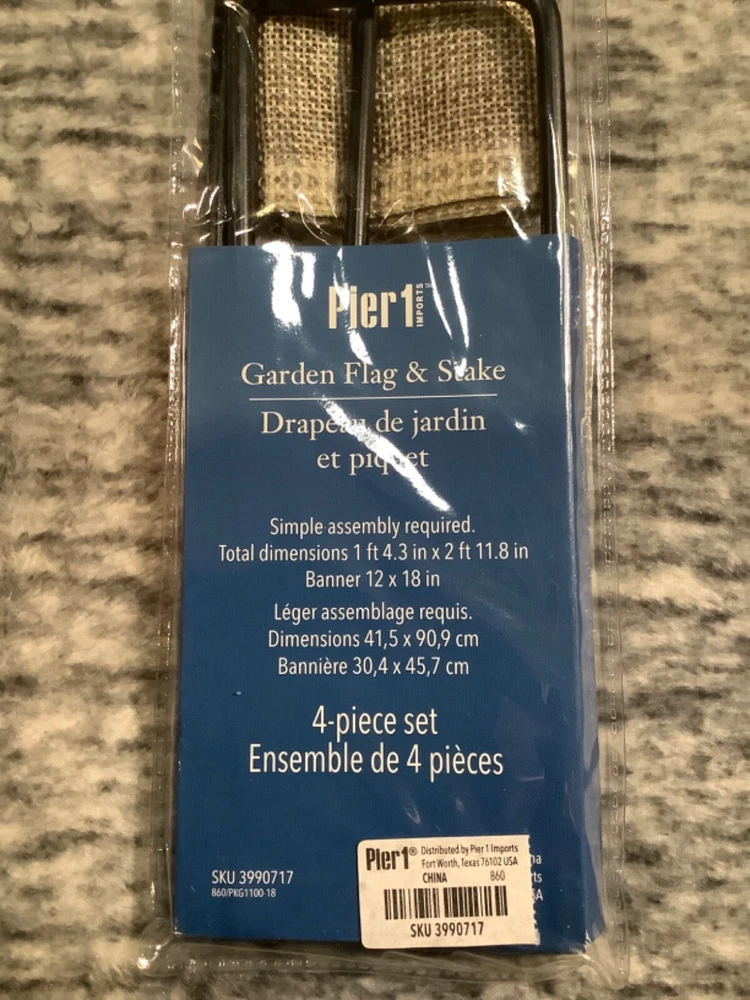 Pier1 IMPORTS™
Garden Flag & Stake
Drapeau de jardin
et piquet
Simple assembly required.
Total dimensions 1 ft 4.3 in x 2 ft 11.8 in
Banner 12 x 18 in
Léger assemblage requis.
Dimensions 41,5 x 90,9 cm
Bannière 30,4 x 45,7 cm
4-piece set
Ensemble de 4 pièces
SKU 3990717
860/PKG1100-18
PIer1® Distributed by Pier 1 Imports
Fort Worth, Texas 76102 USA
CHINA 860
SKU 3990717